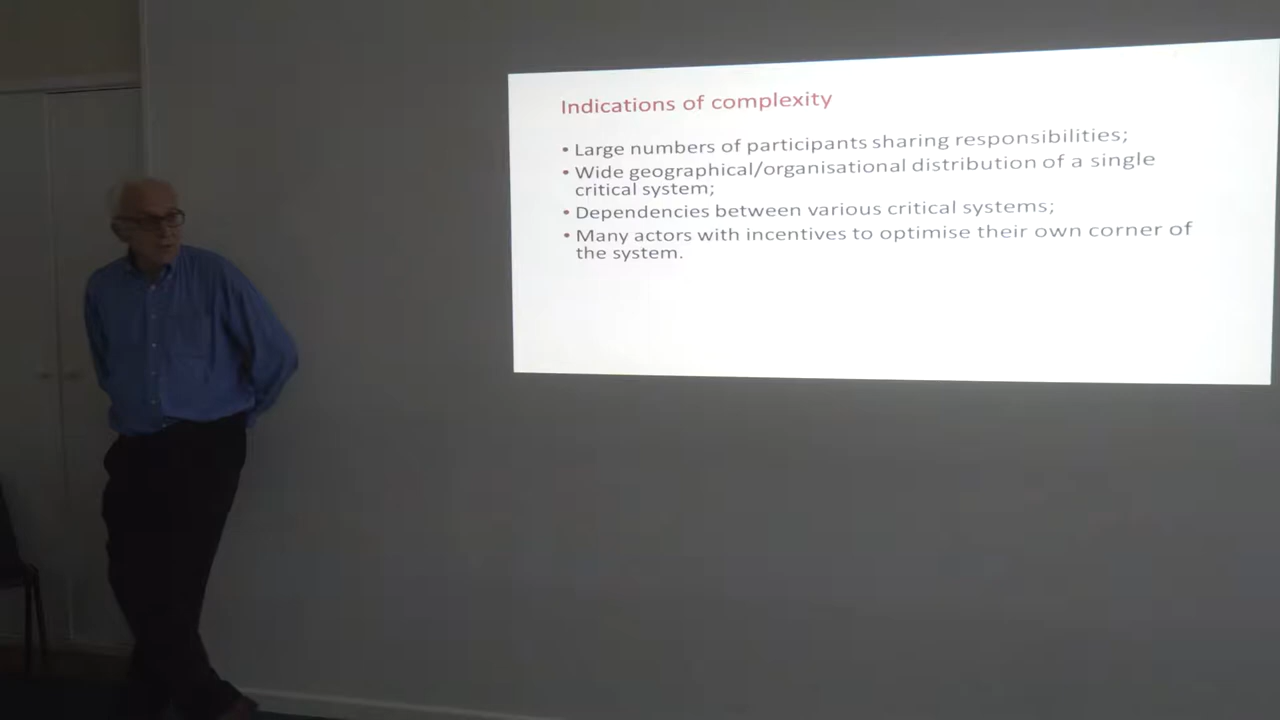 Indications of complexity
• Large numbers of participants sharing responsibilities;
• Wide geographical/organisational distribution of a single
critical system;
• Dependencies between various critical systems;
• Many actors with incentives to optimise their own corner of
the system.